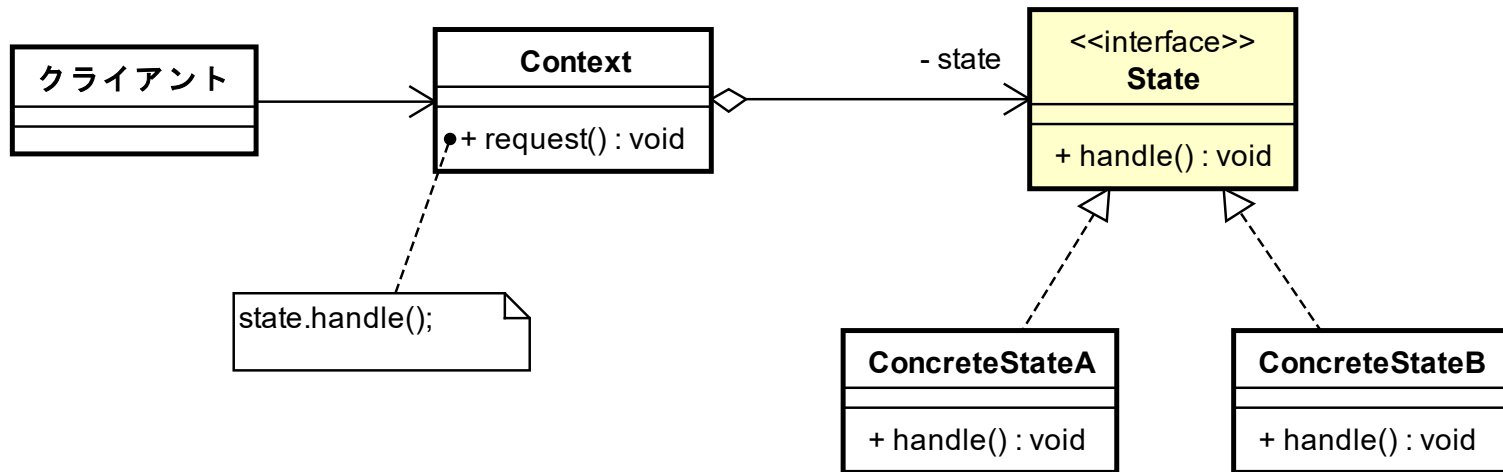 クライアント
Context
+ request() : void
- state
<<interface>>
State
+ handle() : void
state.handle();
ConcreteStateA
+ handle() : void
ConcreteStateB
+ handle() : void